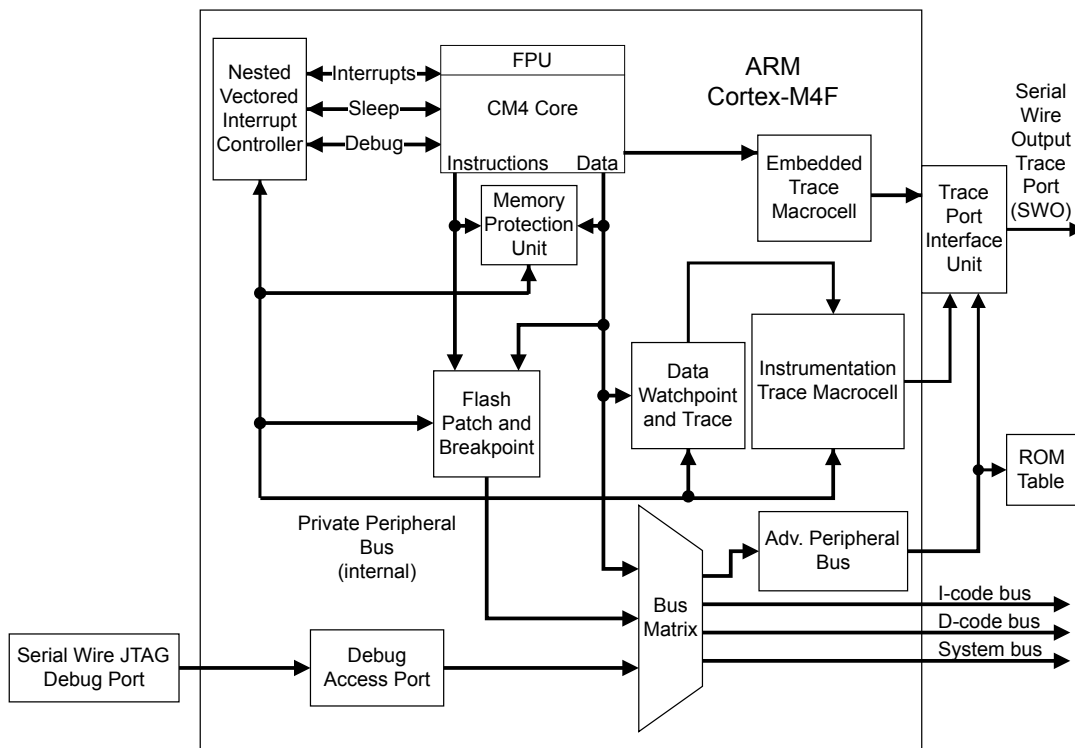 FPU
CM4 Core
Instructions
Data
Nested
Vectored
Interrupt
Controller
Interrupts
Sleep
Debug
ARM
Cortex-M4F
Memory
Protection
Unit
Embedded
Trace
Macrocell
Trace
Port
Interface
Unit
Serial
Wire
Output
Trace
Port
(SWO)
Flash
Patch and
Breakpoint
Data
Watchpoint
and Trace
Instrumentation
Trace Macrocell
ROM
Table
Private Peripheral
Bus
(internal)
Adv. Peripheral
Bus
Bus
Matrix
I-code bus
D-code bus
System bus
Serial Wire JTAG
Debug Port
Debug
Access Port